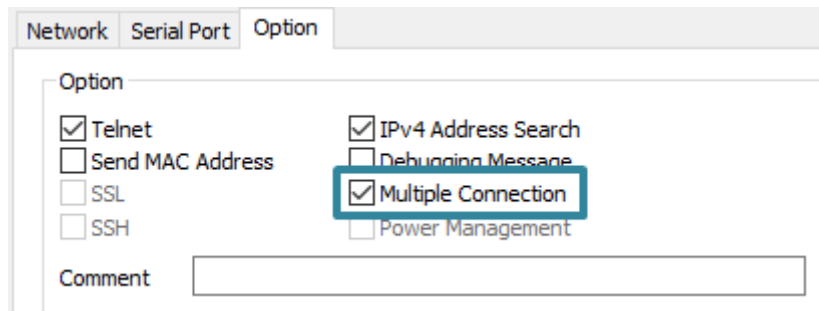 Network Serial Port Option
Option
Telnet IPv4 Address Search
Send MAC Address Debugging Message
SSL Multiple Connection
SSH Power Management
Comment